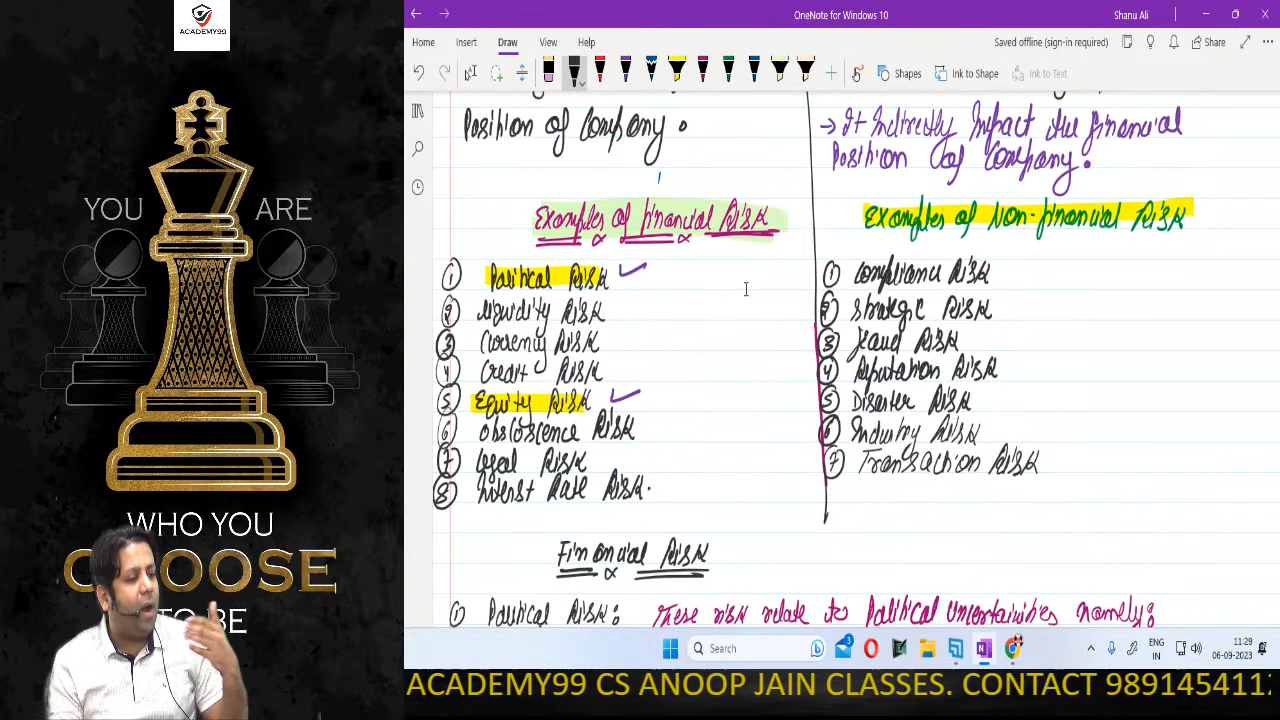 ACADEMY99
YOU ARE
WHO YOU
CHOOSE
TO BE
OneNote for Windows 10
Shanu Ali
Home Insert Draw View Help
Saved offline (sign-in required)
Share
Shapes
Ink to Shape
Ink to Text
Position of Company.
→ It Indirectly Impact the financial
Position of Company.
Examples of financial Risk
① Political Risk ✓
② Liquidity Risk
③ Currency Risk
④ Credit Risk
⑤ Equity Risk ✓
⑥ Obsolscence Risk
⑦ Legal Risk
⑧ Interst Rate Risk.
Examples of Non-financial Risk
① Compliance Risk
② Strategic Risk
③ Fraud Risk
④ Reputation Risk
⑤ Disaster Risk
⑥ Industry Risk
⑦ Transaction Risk
Financial Risk
① Political Risk: These risk relate to Political uncertainities namely:
Search
3
ENG
IN
11:29
06-09-2023
ACADEMY99 CS ANOOP JAIN CLASSES. CONTACT 9891454112